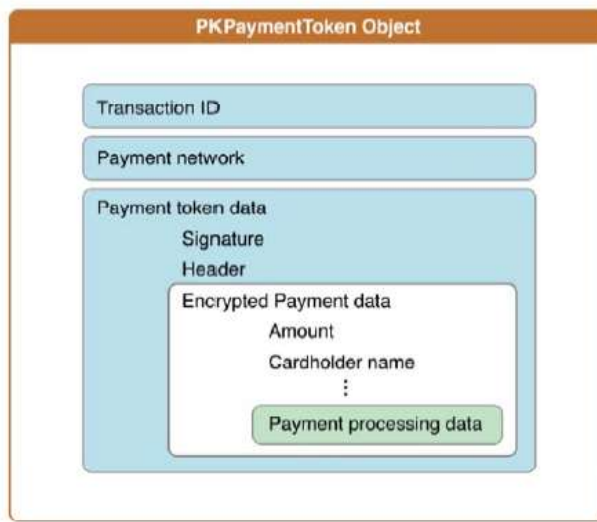 PKPaymentToken Object
Transaction ID
Payment network
Payment token data
Signature
Header
Encrypted Payment data
Amount
Cardholder name
⋮
Payment processing data